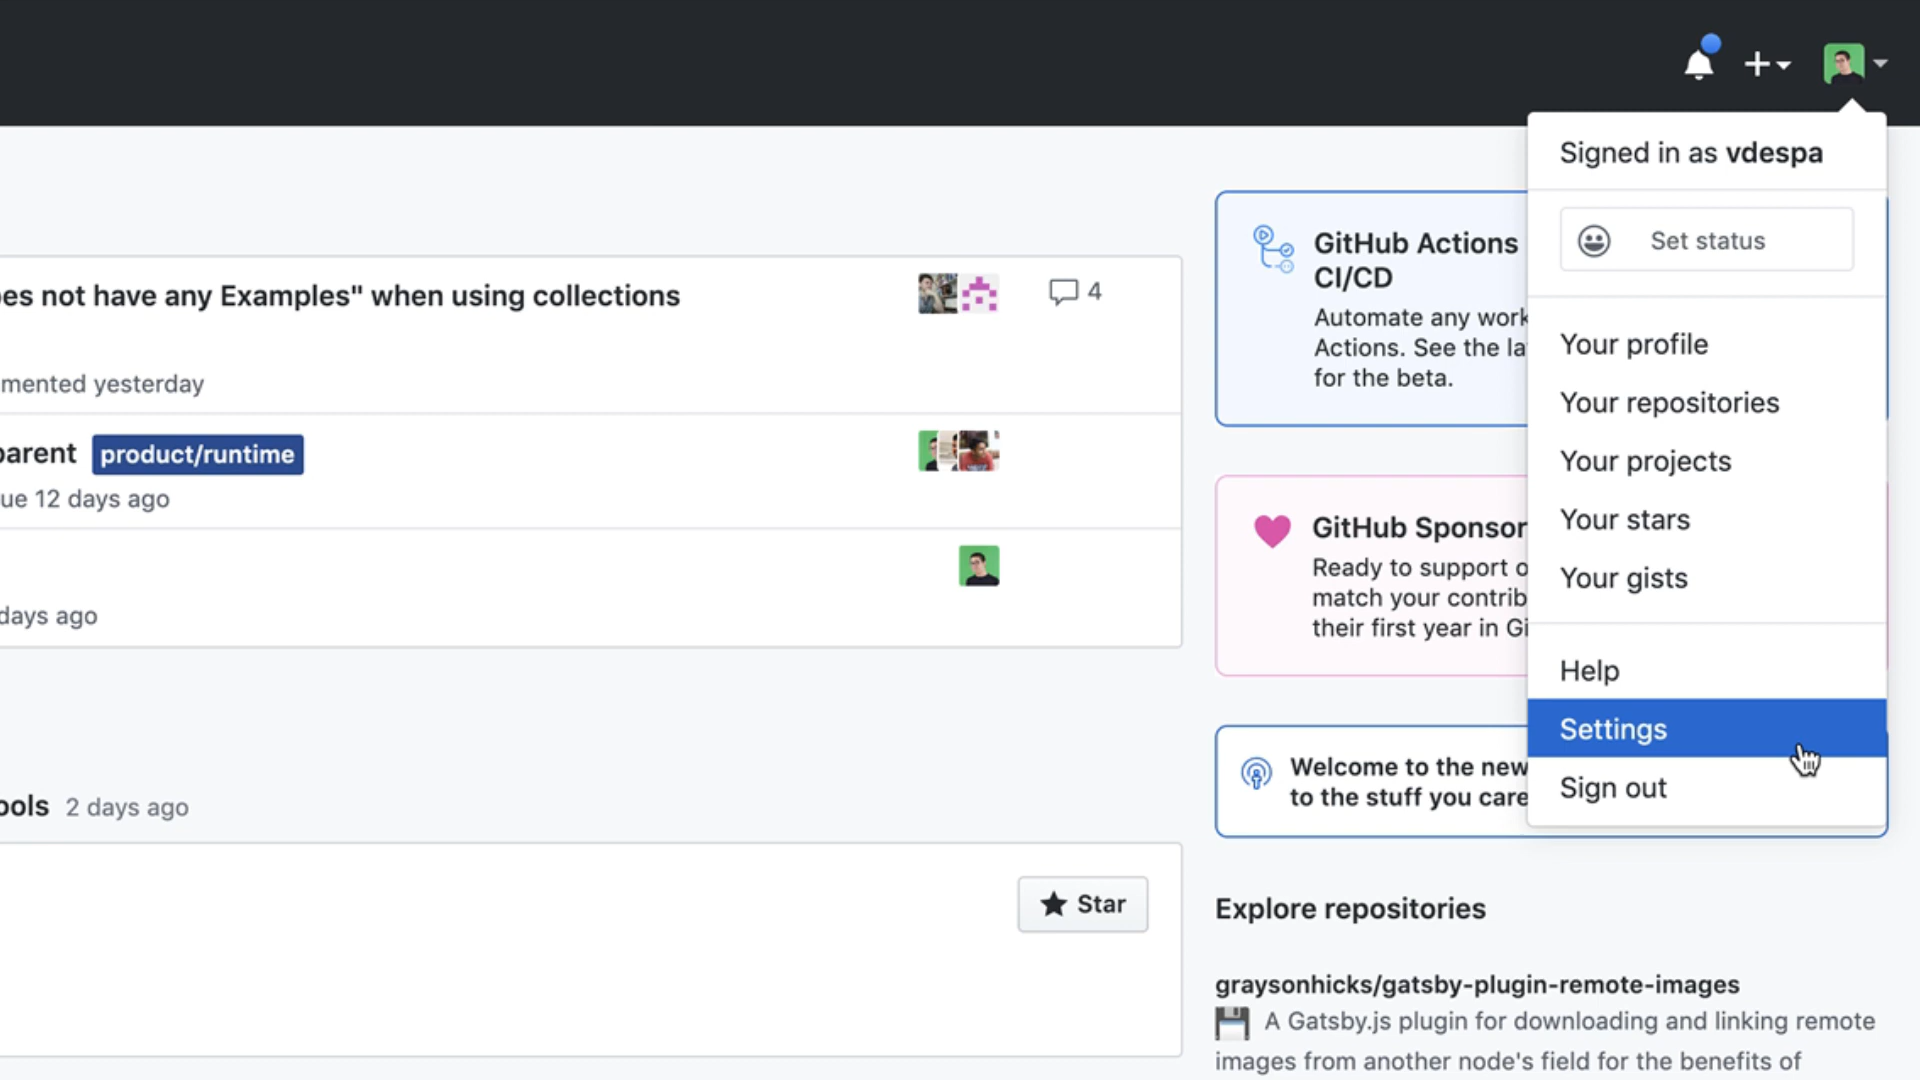 Signed in as vdespa
Set status
Your profile
Your repositories
Your projects
Your stars
Your gists
Help
Settings
Sign out
es not have any Examples" when using collections
4
mented yesterday
parent product/runtime
ue 12 days ago
days ago
ools 2 days ago
Star
GitHub Actions
CI/CD
Automate any work
Actions. See the la
for the beta.
GitHub Sponsor
Ready to support o
match your contrib
their first year in Gi
Welcome to the new
to the stuff you care
Explore repositories
graysonhicks/gatsby-plugin-remote-images
A Gatsby.js plugin for downloading and linking remote
images from another node's field for the benefits of